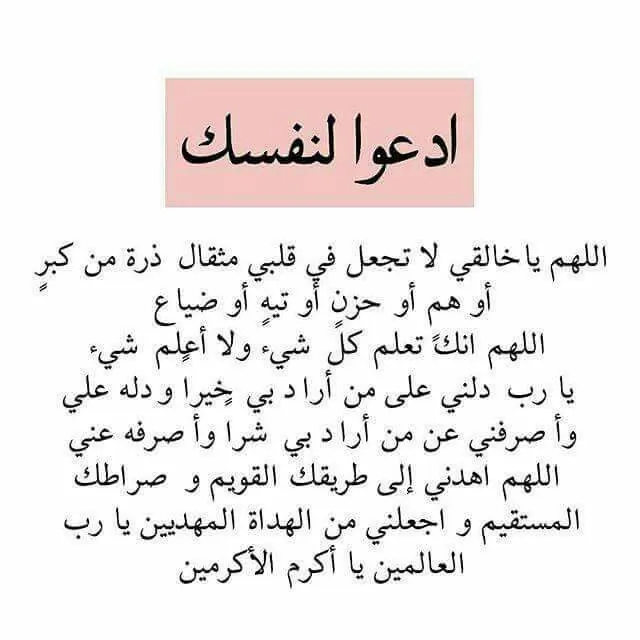 ادعوا لنفسك
اللهم ياخالقي لا تجعل في قلبي مثقال ذرة من كبرٍ
أو هم أو حزنٍ أو تيهٍ أو ضياع
اللهم انك تعلم كل شيء ولا أعلم شيء
يا رب دلني على من أراد بي خيرا و دله علي
وأصرفني عن من أراد بي شرا وأصرفه عني
اللهم اهدني إلى طريقك القويم و صراطك
المستقيم و اجعلني من الهداة المهديين يا رب
العالمين يا أكرم الأكرمين